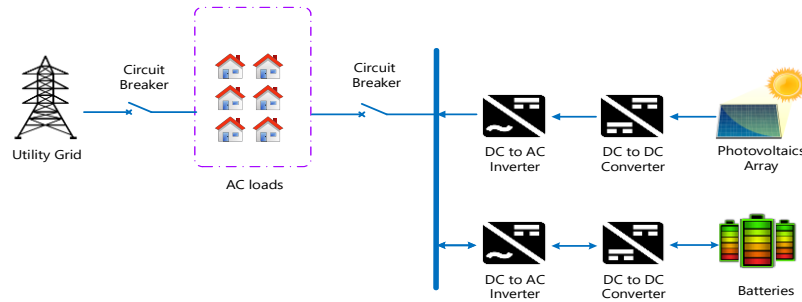 Circuit
Breaker
Utility Grid
AC loads
Circuit
Breaker
DC to AC
Inverter
DC to DC
Converter
Photovoltaics
Array
DC to AC
Inverter
DC to DC
Converter
Batteries